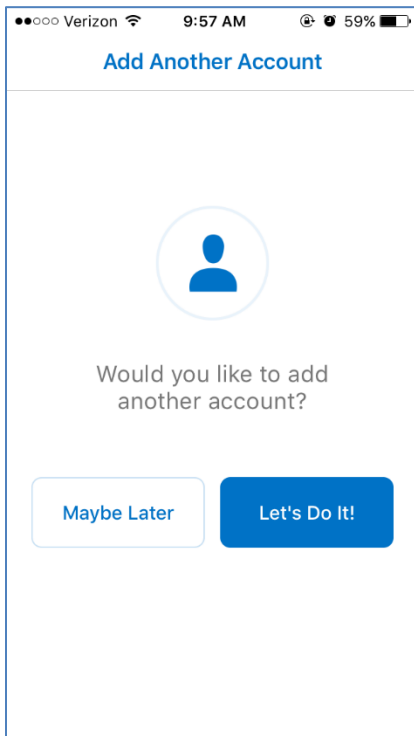 Verizon 9:57 AM 59%
Add Another Account
Would you like to add
another account?
Maybe Later Let's Do It!